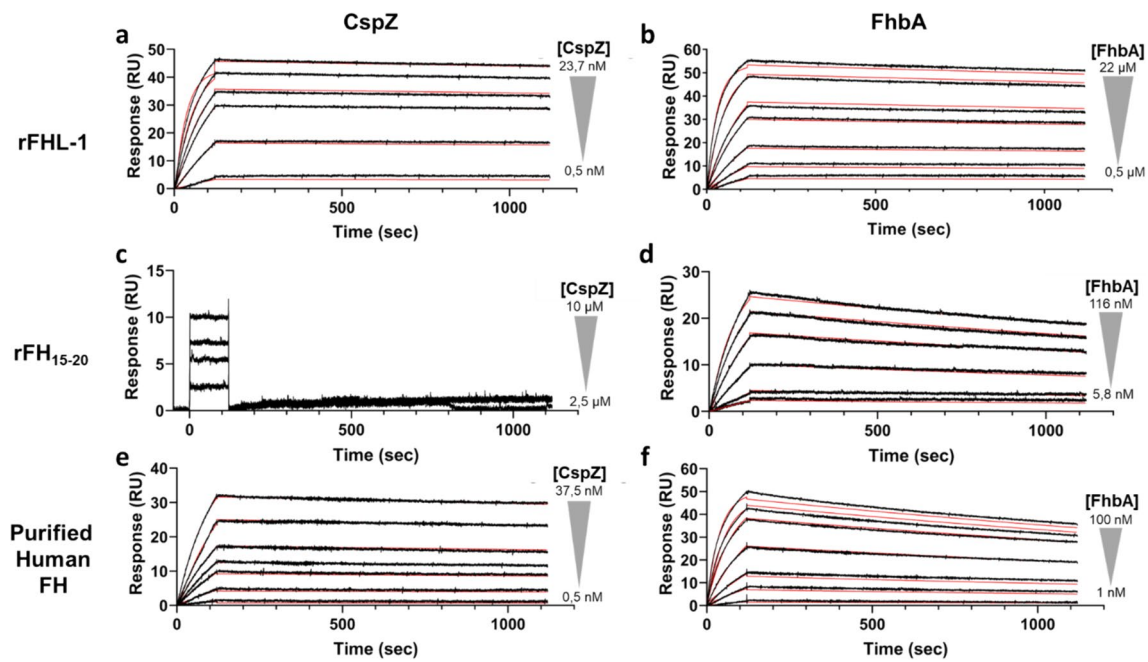 CspZ
FhbA
a
50
40
30
20
10
0
Response (RU)
0
500
1000
Time (sec)
[CspZ]
23,7 nM
0,5 nM
b
60
50
40
30
20
10
0
Response (RU)
0
500
1000
Time (sec)
[FhbA]
22 µM
0,5 µM
rFHL-1
c
15
10
5
0
Response (RU)
0
500
1000
Time (sec)
[CspZ]
10 µM
2,5 µM
d
30
20
10
0
Response (RU)
0
500
1000
Time (sec)
[FhbA]
116 nM
5,8 nM
rFH15-20
e
40
30
20
10
0
Response (RU)
0
500
1000
Time (sec)
[CspZ]
37,5 nM
0,5 nM
f
60
50
40
30
20
10
0
Response (RU)
0
500
1000
Time (sec)
[FhbA]
100 nM
1 nM
Purified
Human
FH